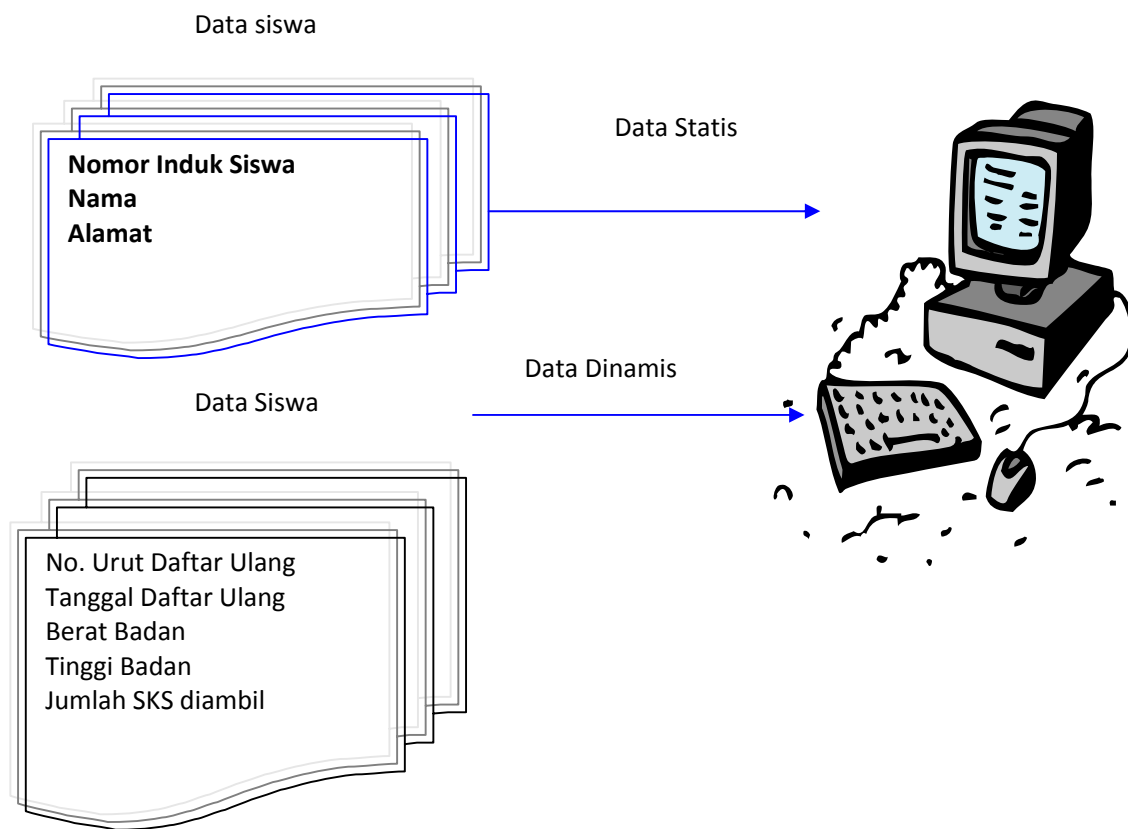 Data siswa
Data Statis
Nomor Induk Siswa
Nama
Alamat
Data Dinamis
Data Siswa
No. Urut Daftar Ulang
Tanggal Daftar Ulang
Berat Badan
Tinggi Badan
Jumlah SKS diambil